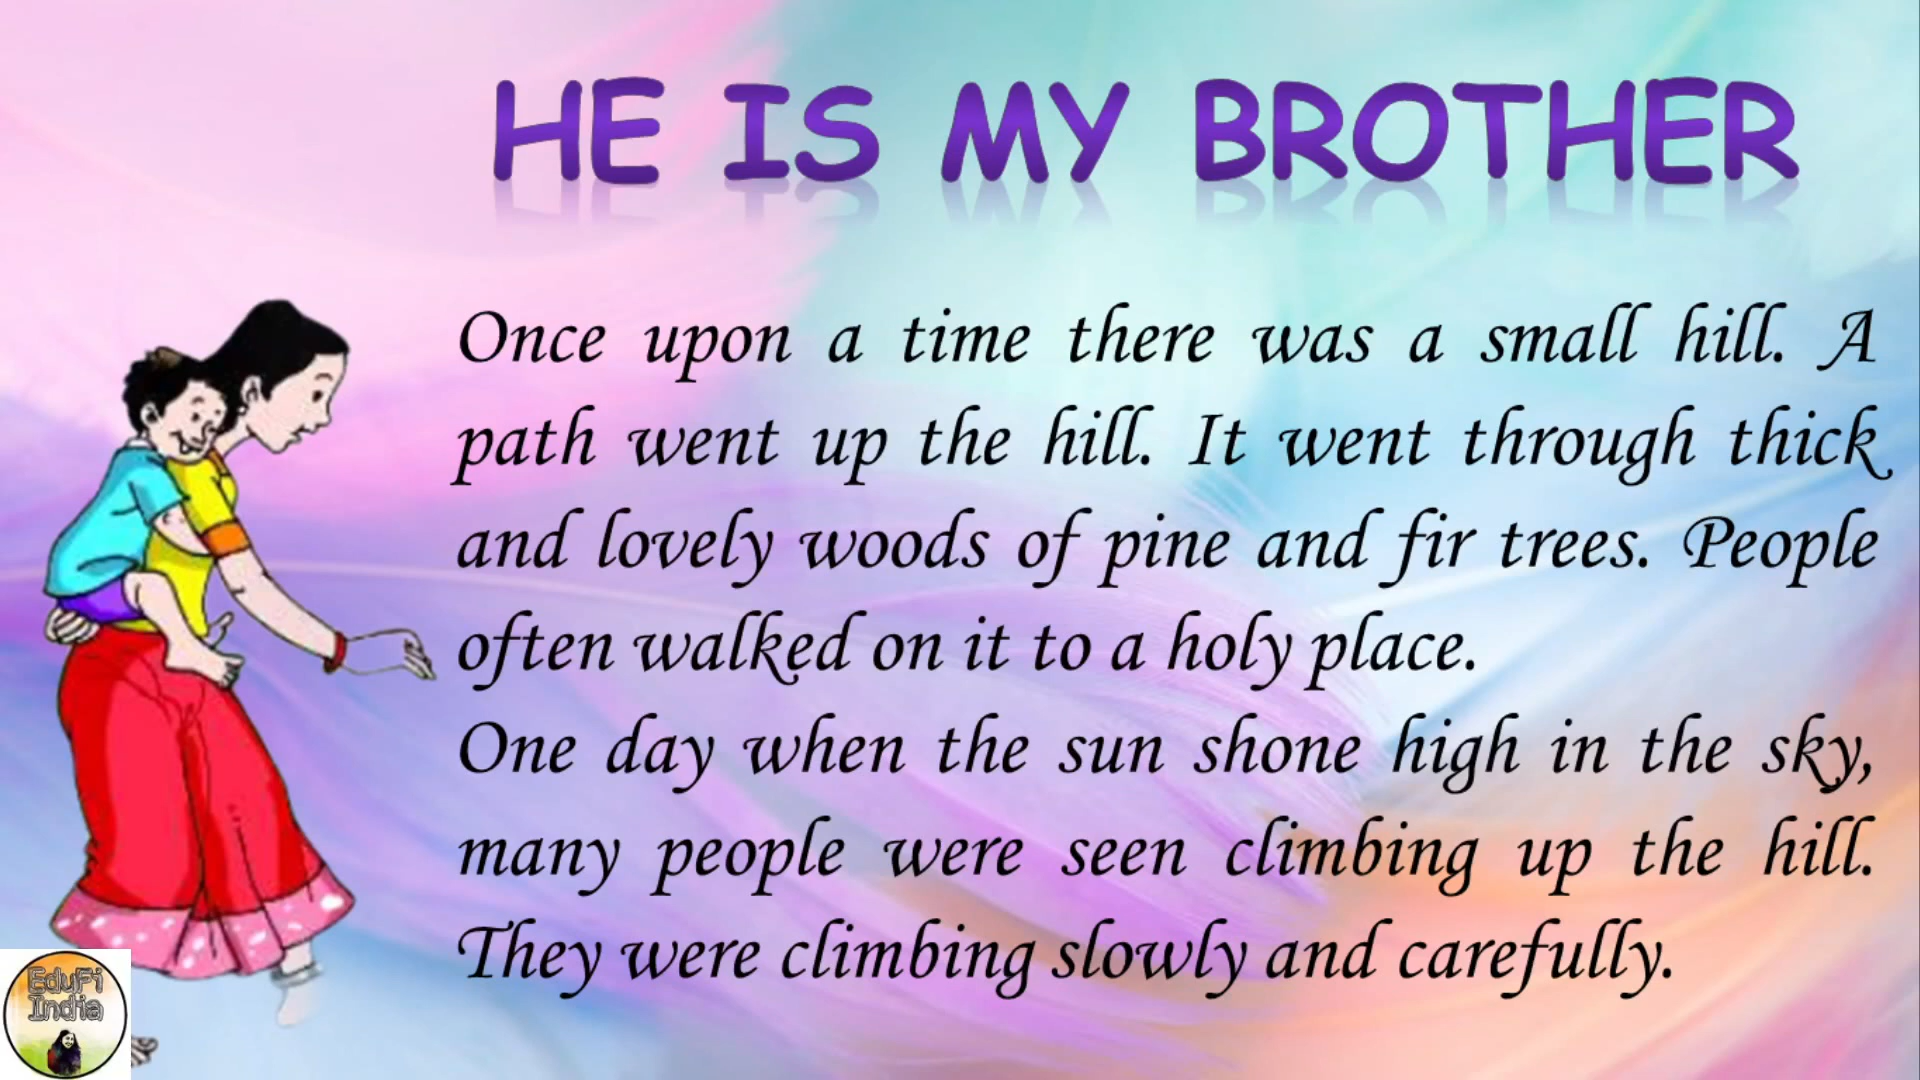 HE IS MY BROTHER
Once upon a time there was a small hill. A
path went up the hill. It went through thick
and lovely woods of pine and fir trees. People
often walked on it to a holy place.
One day when the sun shone high in the sky,
many people were seen climbing up the hill.
They were climbing slowly and carefully.
EduFi
India